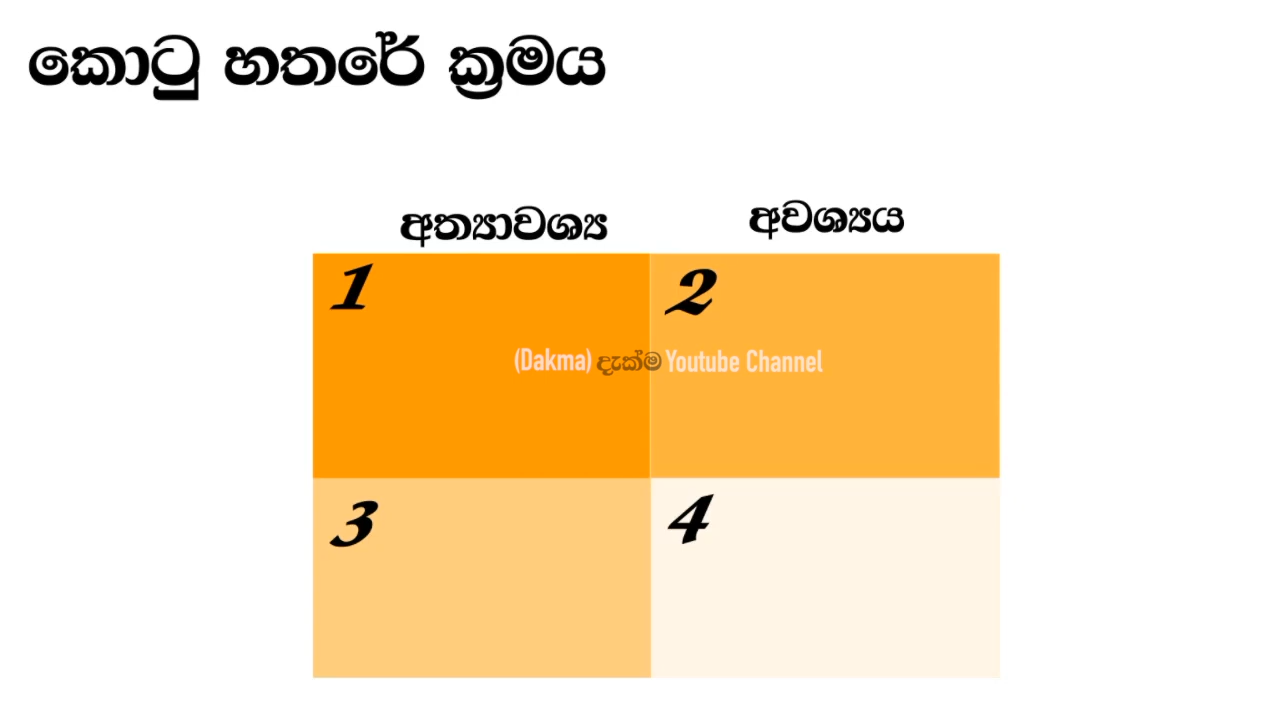 කොටු හතරේ ක්‍රමය
අත්‍යාවශ්‍ය
අවශ්‍යය
1
2
(Dakma) දැක්ම Youtube Channel
3
4